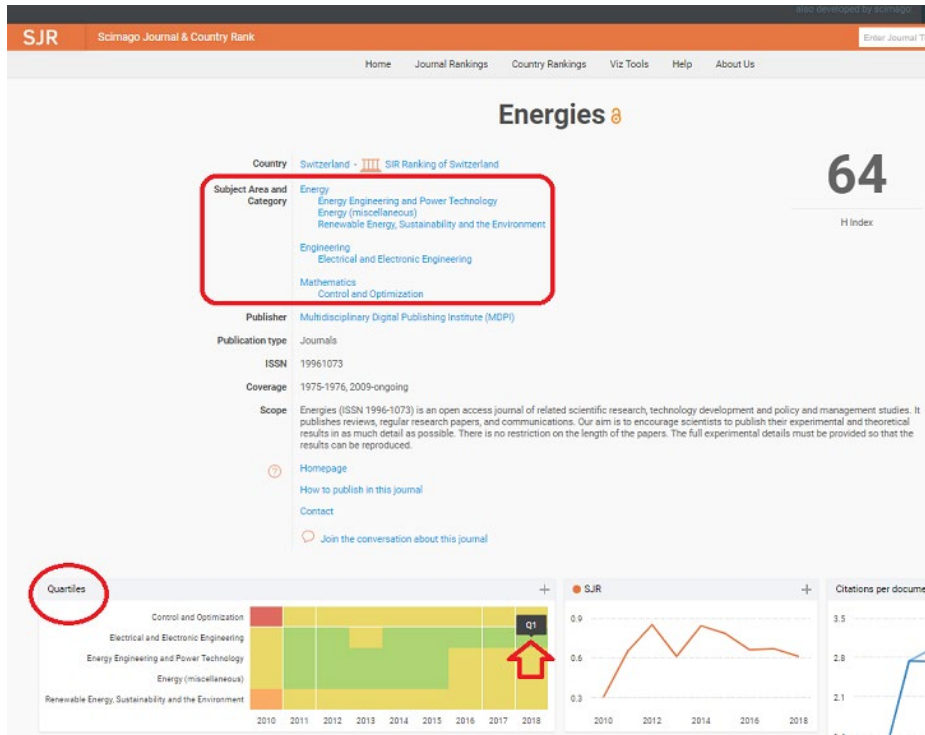 also developed by scimago:
SJR
Scimago Journal & Country Rank
Enter Journal T
Home Journal Rankings Country Rankings Viz Tools Help About Us
Energies
Country
Switzerland - SIR Ranking of Switzerland
64
H Index
Subject Area and Category
Energy
Energy Engineering and Power Technology
Energy (miscellaneous)
Renewable Energy, Sustainability and the Environment
Engineering
Electrical and Electronic Engineering
Mathematics
Control and Optimization
Publisher
Multidisciplinary Digital Publishing Institute (MDPI)
Publication type
Journals
ISSN
19961073
Coverage
1975-1976, 2009-ongoing
Scope
Energies (ISSN 1996-1073) is an open access journal of related scientific research, technology development and policy and management studies. It
publishes reviews, regular research papers, and communications. Our aim is to encourage scientists to publish their experimental and theoretical
results in as much detail as possible. There is no restriction on the length of the papers. The full experimental details must be provided so that the
results can be reproduced.
?
Homepage
How to publish in this journal
Contact
Join the conversation about this journal
Quartiles
Control and Optimization
Electrical and Electronic Engineering
Energy Engineering and Power Technology
Energy (miscellaneous)
Renewable Energy, Sustainability and the Environment
Q1
2010 2011 2012 2013 2014 2015 2016 2017 2018
SJR
0.9
0.6
0.3
2010 2012 2014 2016 2018
Citations per docume
3.5
2.8
2.1